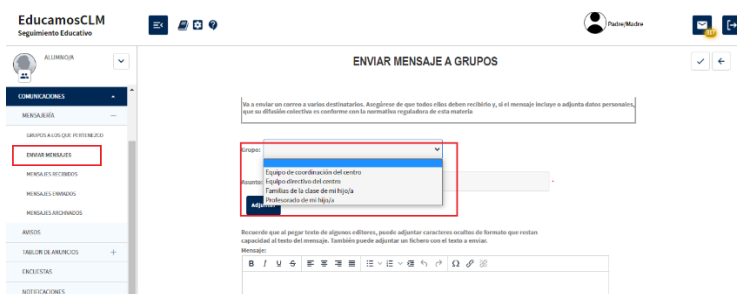 EducamosCLM
Seguimiento Educativo
Padre/Madre
ALUMNO/A
ENVIAR MENSAJE A GRUPOS
COMUNICACIONES
MENSAJERÍA
GRUPOS A LOS QUE PERTENEZCO
ENVIAR MENSAJES
MENSAJES RECIBIDOS
MENSAJES ENVIADOS
MENSAJES ARCHIVADOS
AVISOS
TABLÓN DE ANUNCIOS
ENCUESTAS
NOTIFICACIONES
Va a enviar un correo a varios destinatarios. Asegúrese de que todos ellos deben recibirlo y, si el mensaje incluye o adjunta datos personales,
que su difusión colectiva es conforme con la normativa reguladora de esta materia
Grupo:
Equipo de coordinación del centro
Equipo directivo del centro
Familias de la clase de mi hijo/a
Profesorado de mi hijo/a
Asunto:
Recuerde que al pegar texto de algunos editores, puede adjuntar caracteres ocultos de formato que restan
capacidad al texto del mensaje. También puede adjuntar un fichero con el texto a enviar.
Mensaje:
B I U S